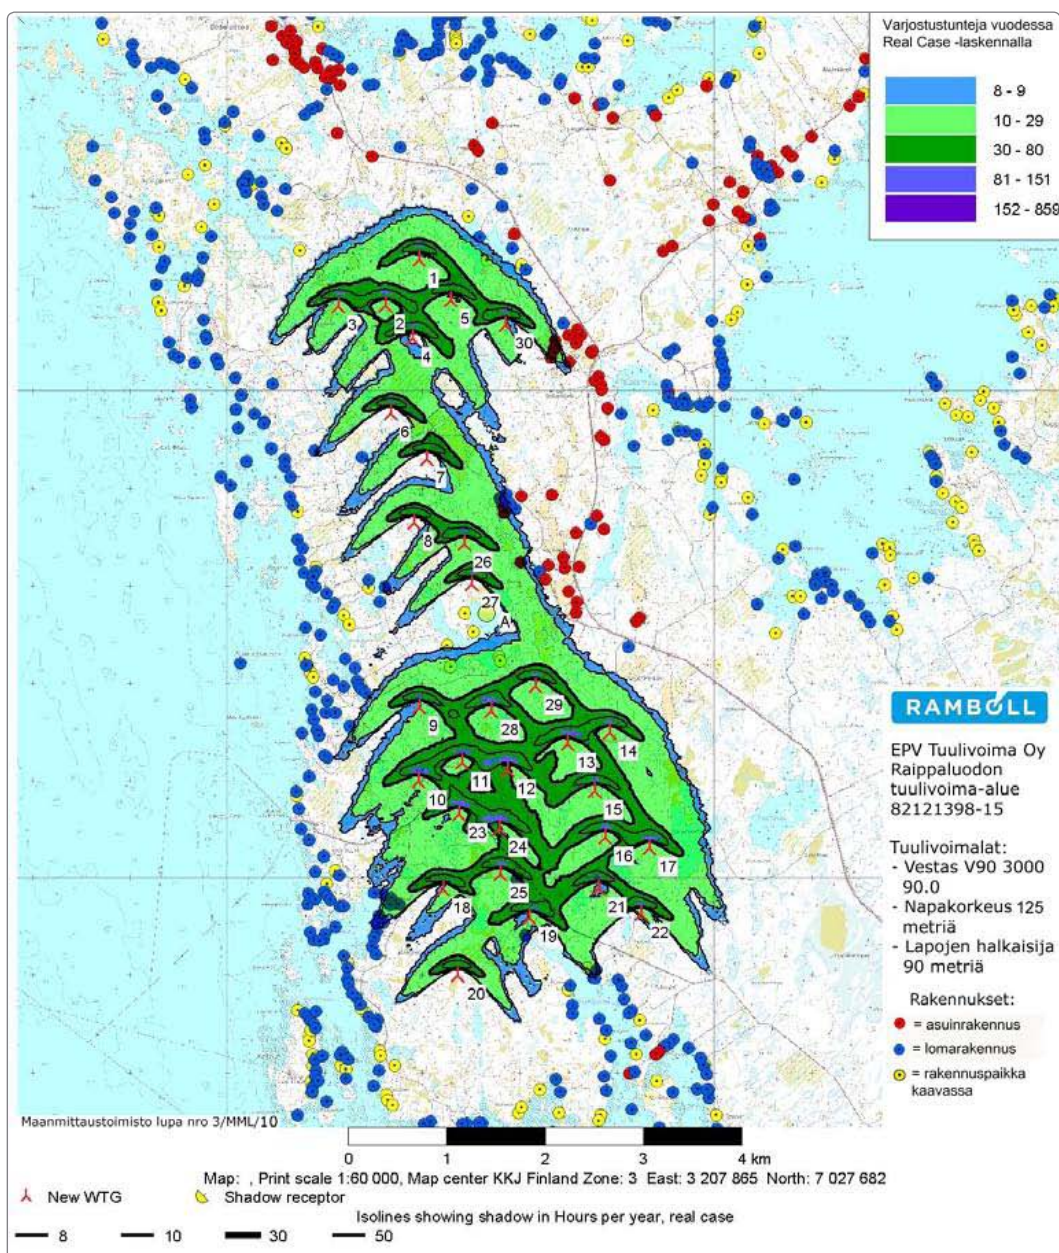 Varjostustunteja vuodessa
Real Case -laskennalla
8 - 9
10 - 29
30 - 80
81 - 151
152 - 859
1
2
3
4
5
30
6
7
8
26
27
A
9
28
29
14
13
11
12
10
15
23
24
16
17
25
18
21
22
19
20
RAMBOLL
EPV Tuulivoima Oy
Raippaluodon
tuulivoima-alue
82121398-15
Tuulivoimalat:
- Vestas V90 3000
90.0
- Napakorkeus 125
metriä
- Lapojen halkaisija
90 metriä
Rakennukset:
= asuinrakennus
= lomarakennus
= rakennuspaikka
kaavassa
Maanmittaustoimisto lupa nro 3/MML/10
0 1 2 3 4 km
Map: , Print scale 1:60 000, Map center KKJ Finland Zone: 3 East: 3 207 865 North: 7 027 682
New WTG Shadow receptor
Isolines showing shadow in Hours per year, real case
8 10 30 50